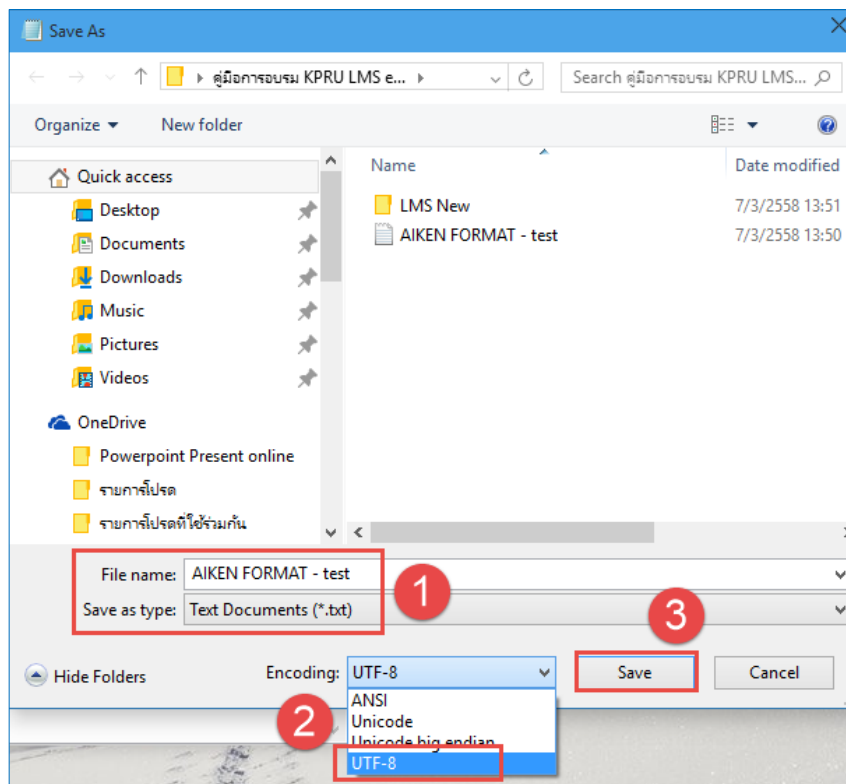 Save As
คู่มือการอบรม KPRU LMS e...
Search คู่มือการอบรม KPRU LMS...
Organize
New folder
Name
Date modified
Quick access
Desktop
Documents
Downloads
Music
Pictures
Videos
OneDrive
Powerpoint Present online
รายการโปรด
รายการโปรดที่ใช้ร่วมกัน
LMS New
7/3/2558 13:51
AIKEN FORMAT - test
7/3/2558 13:50
File name: AIKEN FORMAT - test
Save as type: Text Documents (*.txt)
1
3
Hide Folders
Encoding: UTF-8
Save
Cancel
2
ANSI
Unicode
Unicode big endian
UTF-8